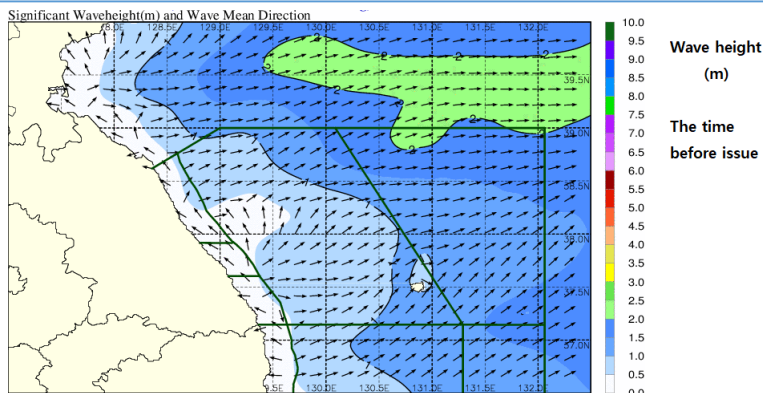 Significant Waveheight(m) and Wave Mean Direction
128.5E 129.0E 129.5E 130.0E 130.5E 131.0E 131.5E 132.0E
39.5N
39.0N
38.5N
38.0N
37.5N
37.0N
130.0E 130.5E 131.0E 131.5E 132.0E
2
2
2
2
2
2
2
1
1
10.0
9.5
9.0
8.5
8.0
7.5
7.0
6.5
6.0
5.5
5.0
4.5
4.0
3.5
3.0
2.5
2.0
1.5
1.0
0.5
0.0
Wave height
(m)
The time
before issue